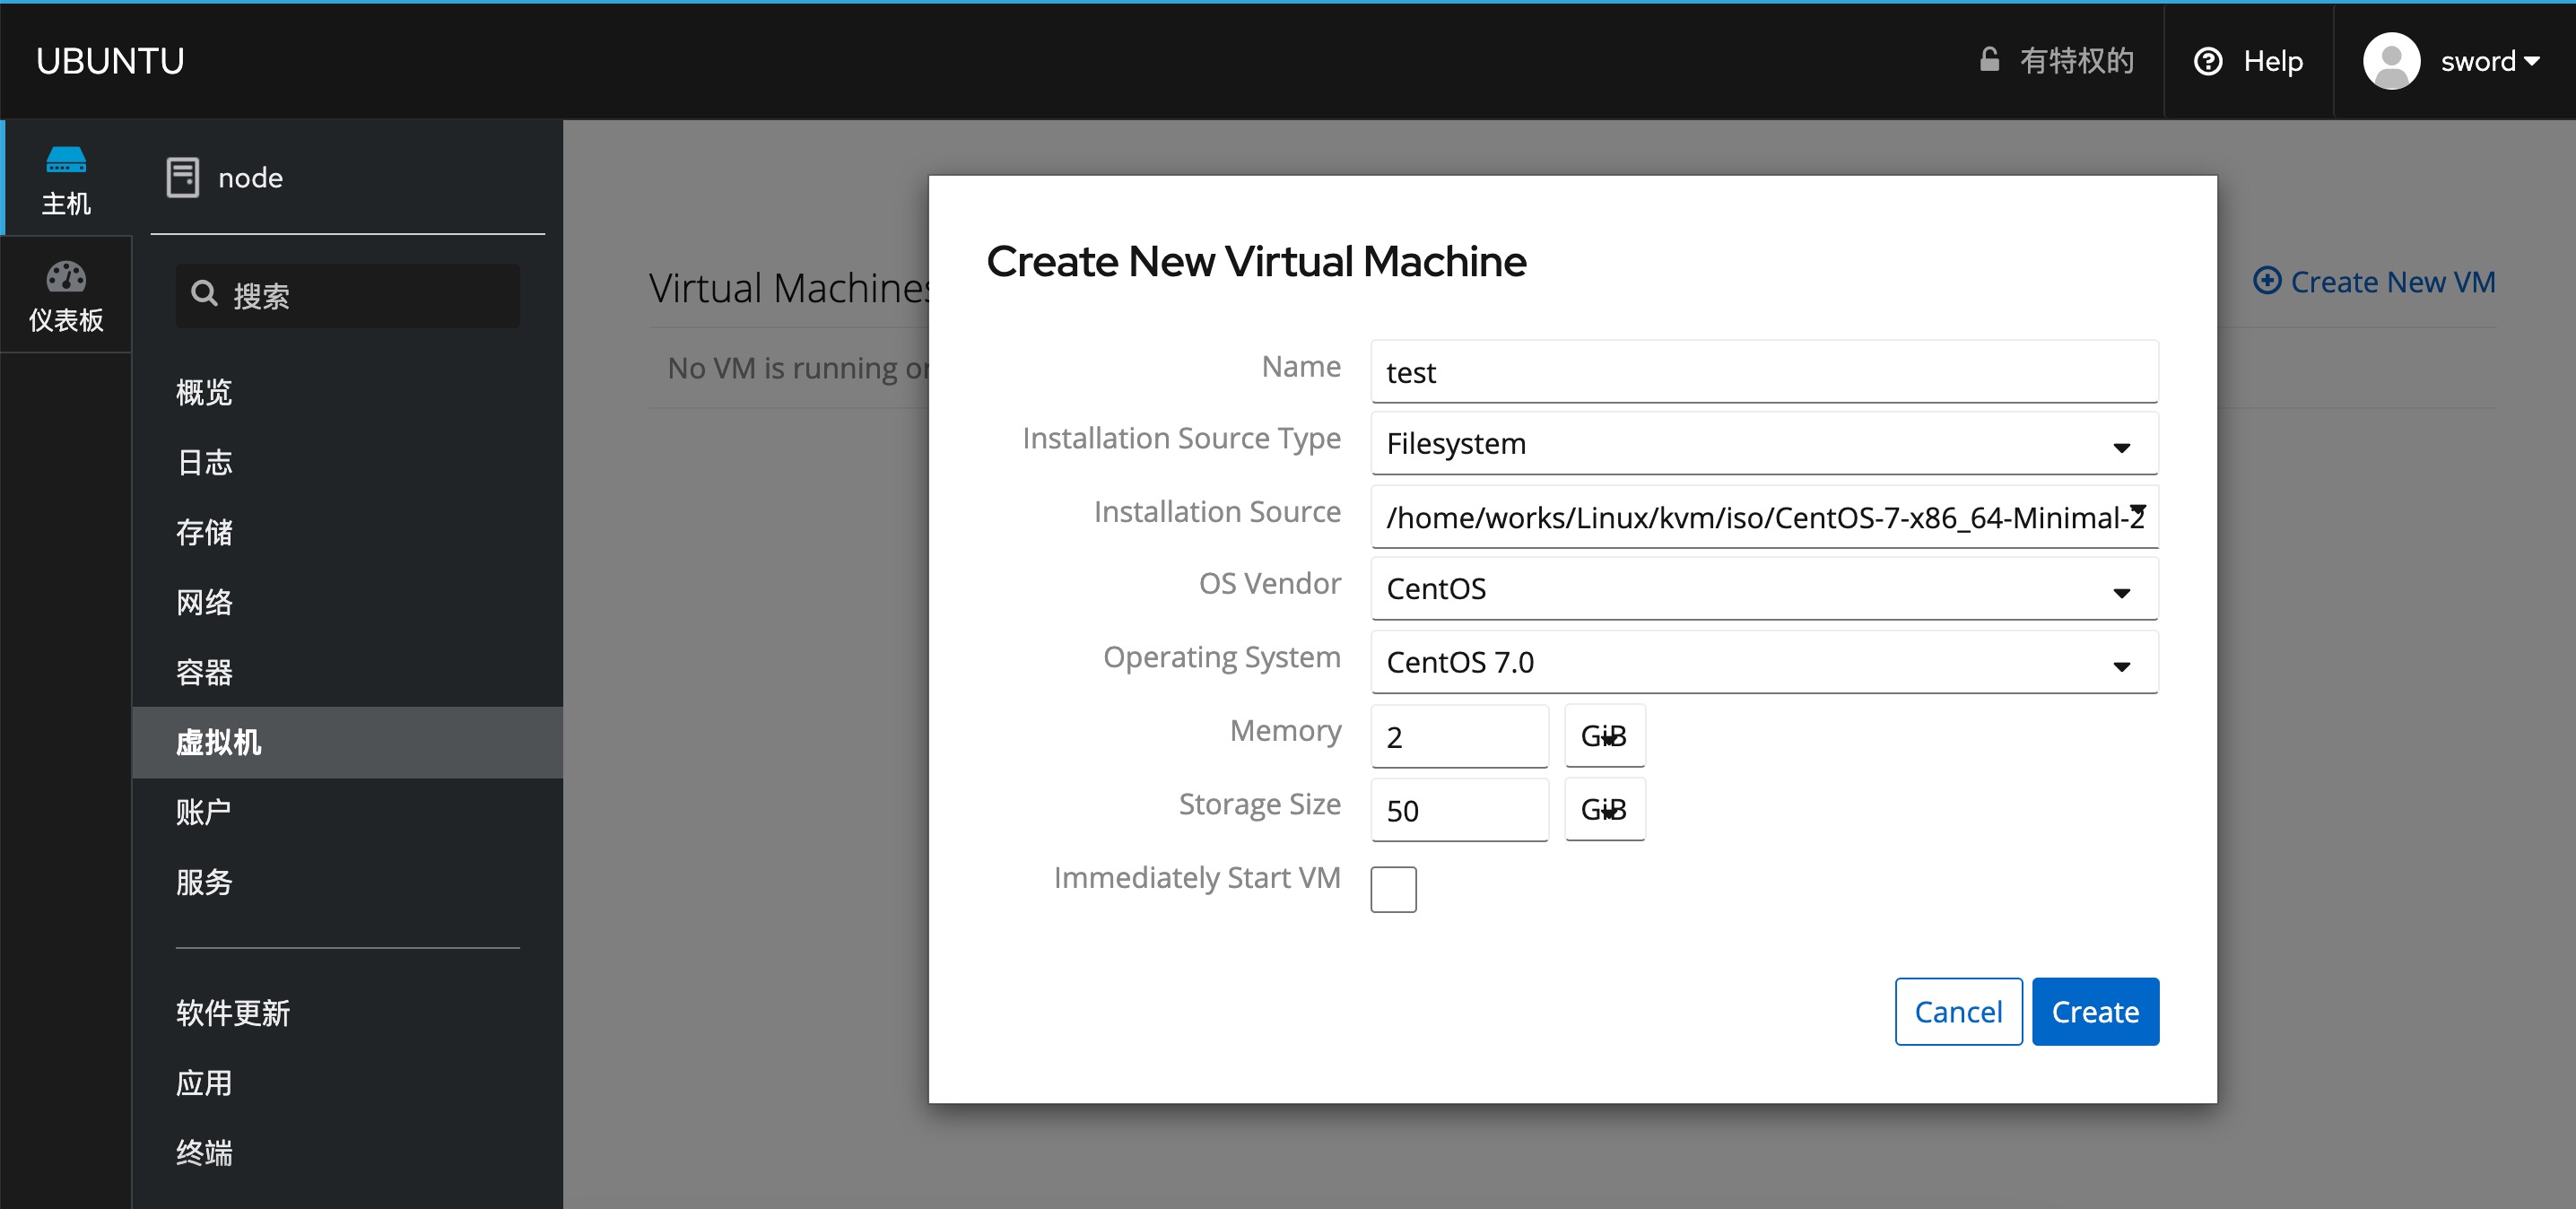 UBUNTU
有特权的
Help
sword
主机
仪表板
node
搜索
概览
日志
存储
网络
容器
虚拟机
账户
服务
软件更新
应用
终端
Virtual Machines
Create New VM
No VM is running or
Create New Virtual Machine
Name test
Installation Source Type Filesystem
Installation Source /home/works/Linux/kvm/iso/CentOS-7-x86_64-Minimal-2
OS Vendor CentOS
Operating System CentOS 7.0
Memory 2 GiB
Storage Size 50 GiB
Immediately Start VM
Cancel Create